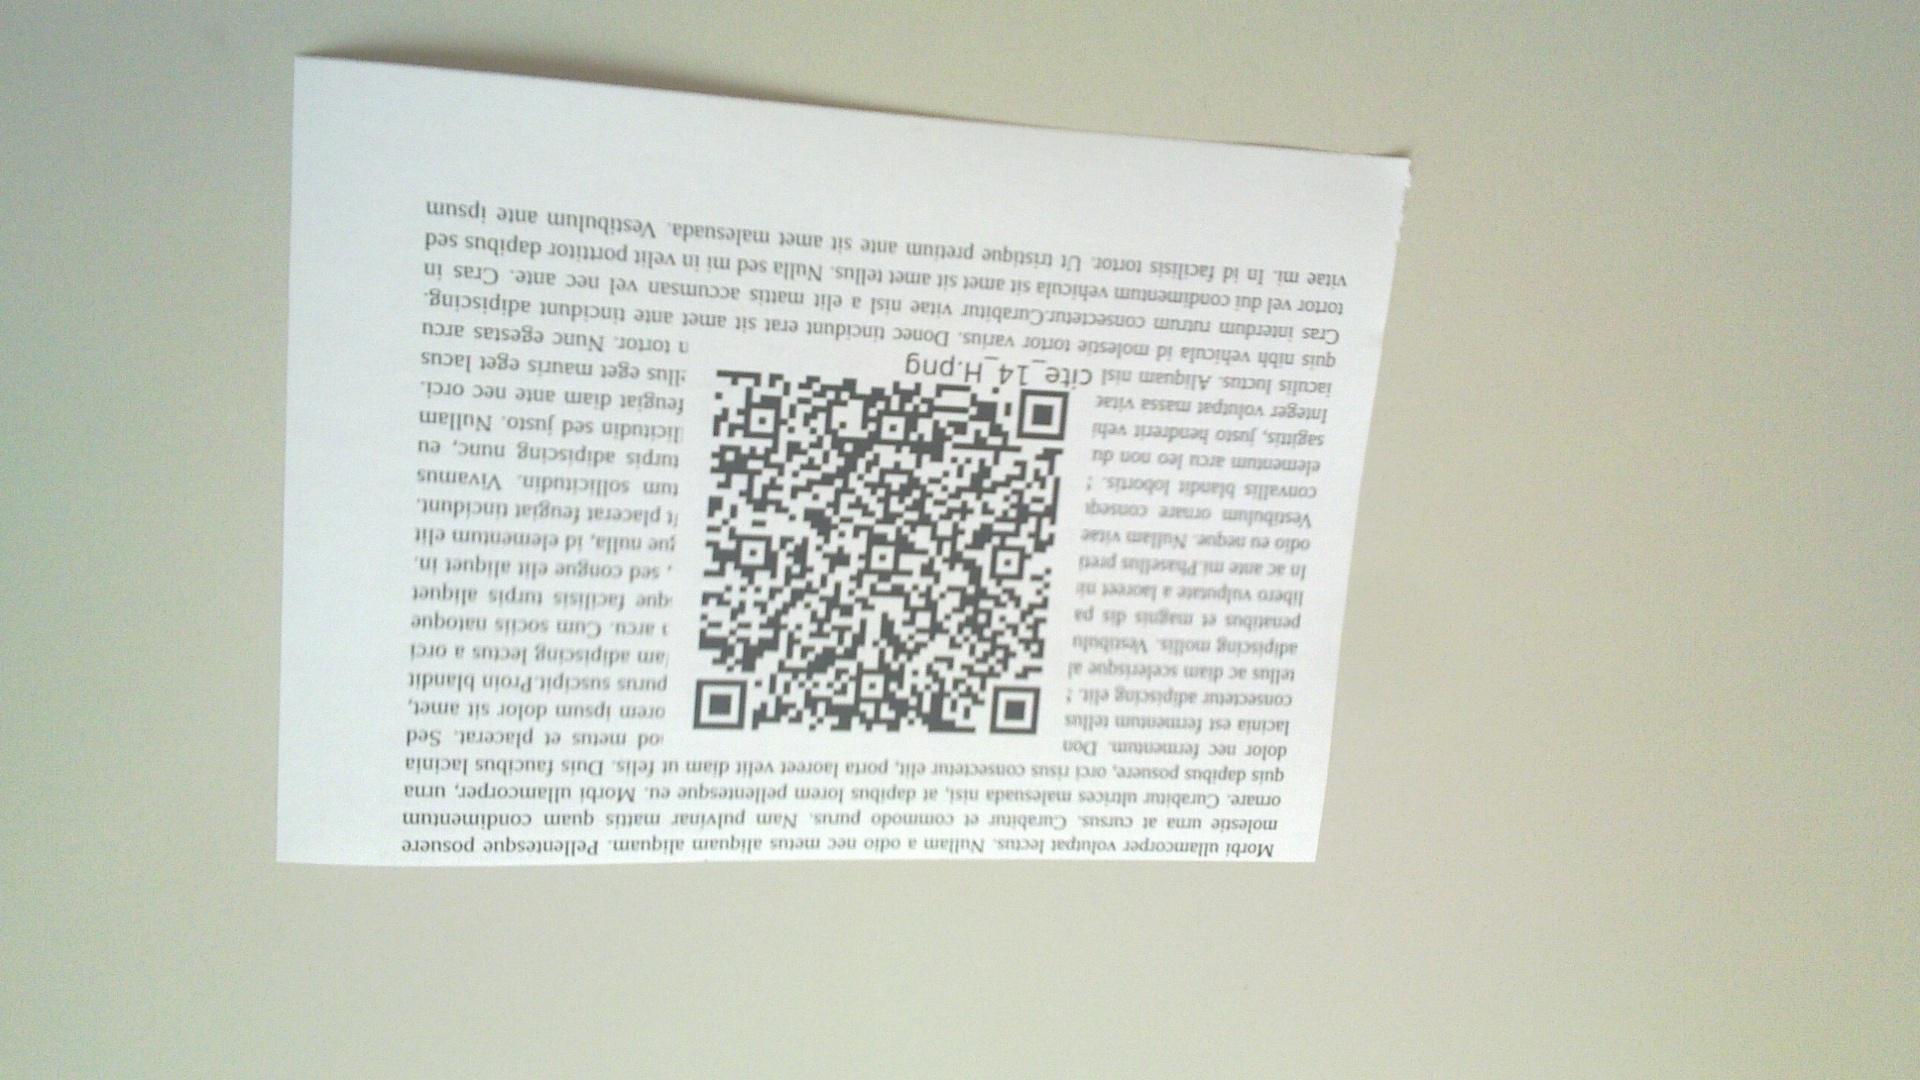 Morbi ullamcorper volutpat lectus. Nullam a odio nec metus aliquam aliquam. Pellentesque posuere
molestie urna at cursus. Curabitur et commodo purus. Nam pulvinar mattis quam condimentum
ornare. Curabitur ultrices malesuada nisi, at dapibus lorem pellentesque eu. Morbi ullamcorper, urna
quis dapibus posuere, orci risus consectetur elit, porta laoreet velit diam ut felis. Duis faucibus lacinia
dolor nec fermentum. Don od metus et placerat. Sed
lacinia est fermentum tellus orem ipsum dolor sit amet,
consectetur adipiscing elit. purus suscipit.Proin blandit
tellus ac diam scelerisque al am adipiscing lectus a orci
adipiscing mollis. Vestibulu arcu. Cum sociis natoque
penatibus et magnis dis pa que facilisis turpis aliquet
libero vulputate a laoreet , sed congue elit aliquet in.
In ac ante mi.Phasellus preti ue nulla, id elementum elit
odio eu neque. Nullam vitae t placerat feugiat tincidunt.
Vestibulum ornare consequ tum sollicitudin. Vivamus
convallis blandit lobortis. turpis adipiscing nunc, eu
elementum arcu leo non du licitudin sed justo. Nullam
sagittis, justo hendrerit vehi feugiat diam ante nec orci.
Integer volutpat massa vitae llus eget mauris eget lacus
iaculis luctus. Aliquam nisl Cite_14_H.png a tortor. Nunc egestas arcu
quis nibh vehicula id molestie tortor varius. Donec tincidunt erat sit amet ante tincidunt adipiscing.
Cras interdum rutrum consectetur.Curabitur vitae nisl a elit mattis accumsan vel nec ante. Cras in
tortor vel dui condimentum vehicula sit amet sit amet tellus. Nulla sed mi in velit porttitor dapibus sed
vitae mi. In id facilisis tortor. Ut tristique pretium ante sit amet malesuada. Vestibulum ante ipsum